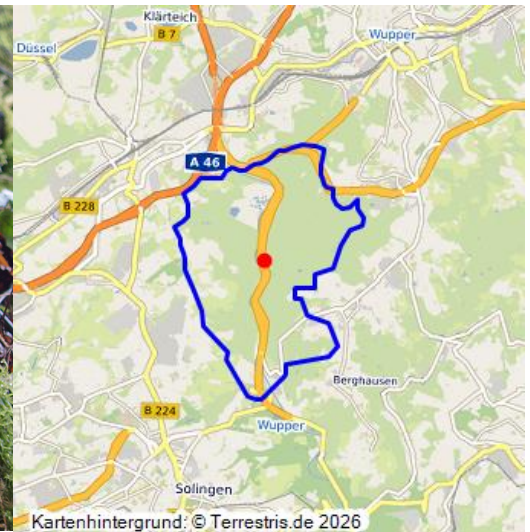 Klärteich
B 7
Düssel
Wupper
A 46
B 228
Berghausen
B 224
Wupper
Solingen
Kartenhintergrund: © Terrestris.de 2026